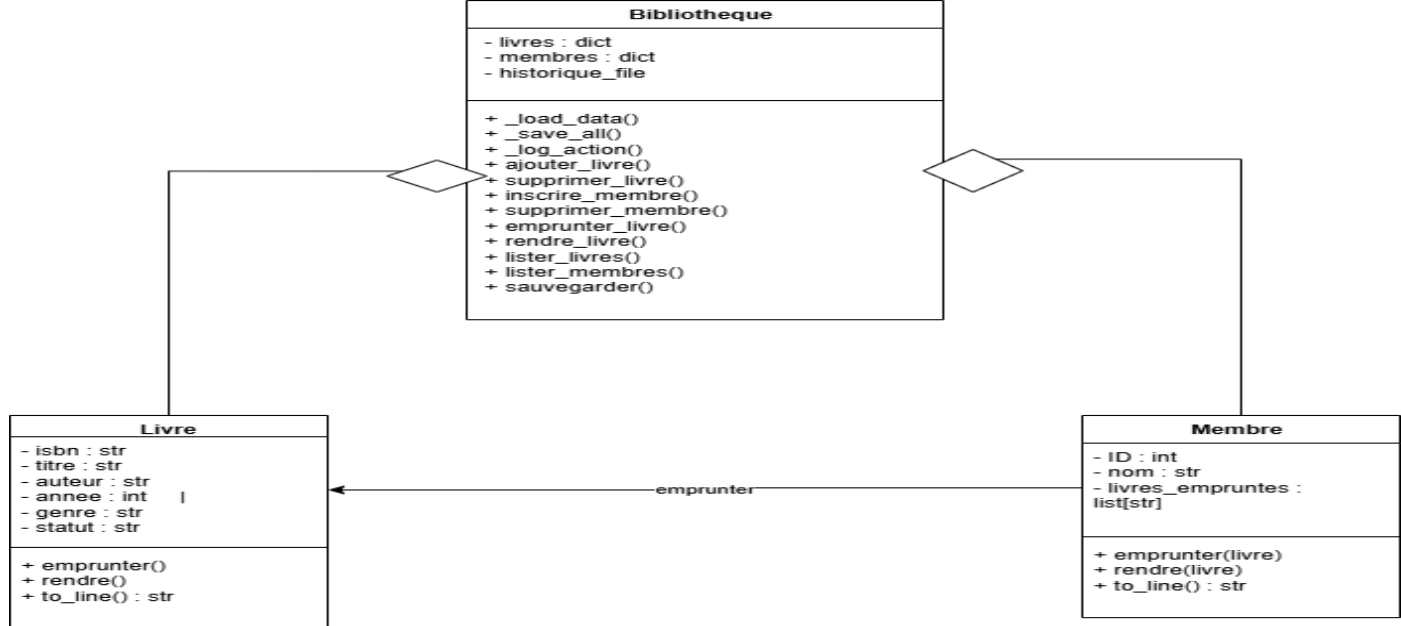 Bibliotheque
- livres : dict
- membres : dict
- historique_file
+ _load_data()
+ _save_all()
+ _log_action()
+ ajouter_livre()
+ supprimer_livre()
+ inscrire_membre()
+ supprimer_membre()
+ emprunter_livre()
+ rendre_livre()
+ lister_livres()
+ lister_membres()
+ sauvegarder()
Livre
- isbn : str
- titre : str
- auteur : str
- annee : int |
- genre : str
- statut : str
+ emprunter()
+ rendre()
+ to_line() : str
emprunter
Membre
- ID : int
- nom : str
- livres_empruntes :
list[str]
+ emprunter(livre)
+ rendre(livre)
+ to_line() : str